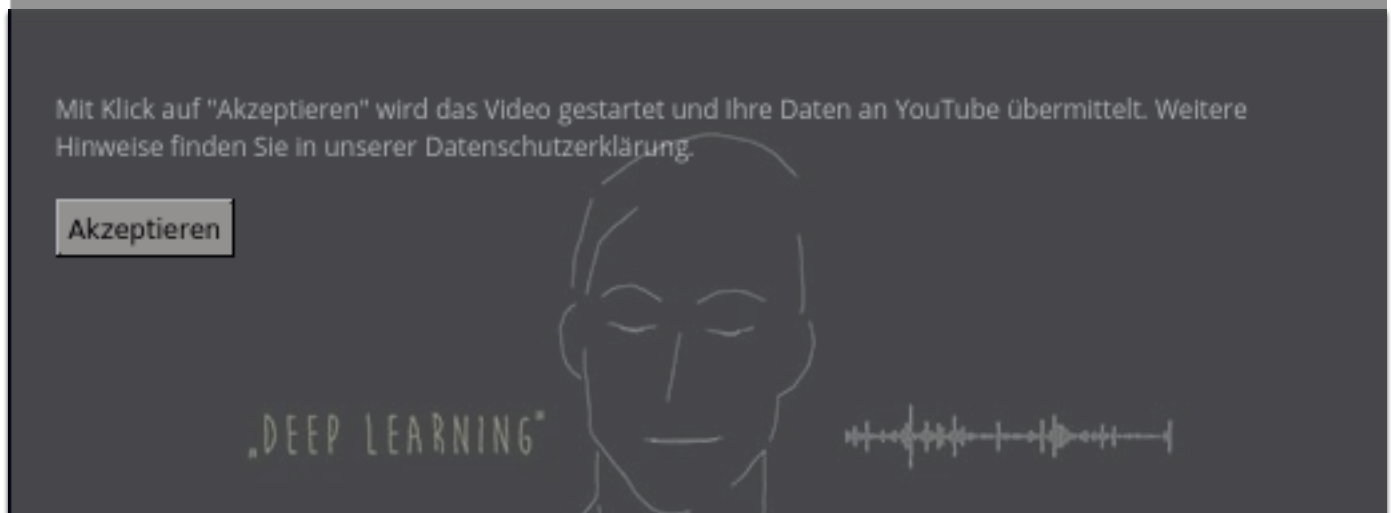 Mit Klick auf "Akzeptieren" wird das Video gestartet und Ihre Daten an YouTube übermittelt. Weitere
Hinweise finden Sie in unserer Datenschutzerklärung.
Akzeptieren
„DEEP LEARNING“